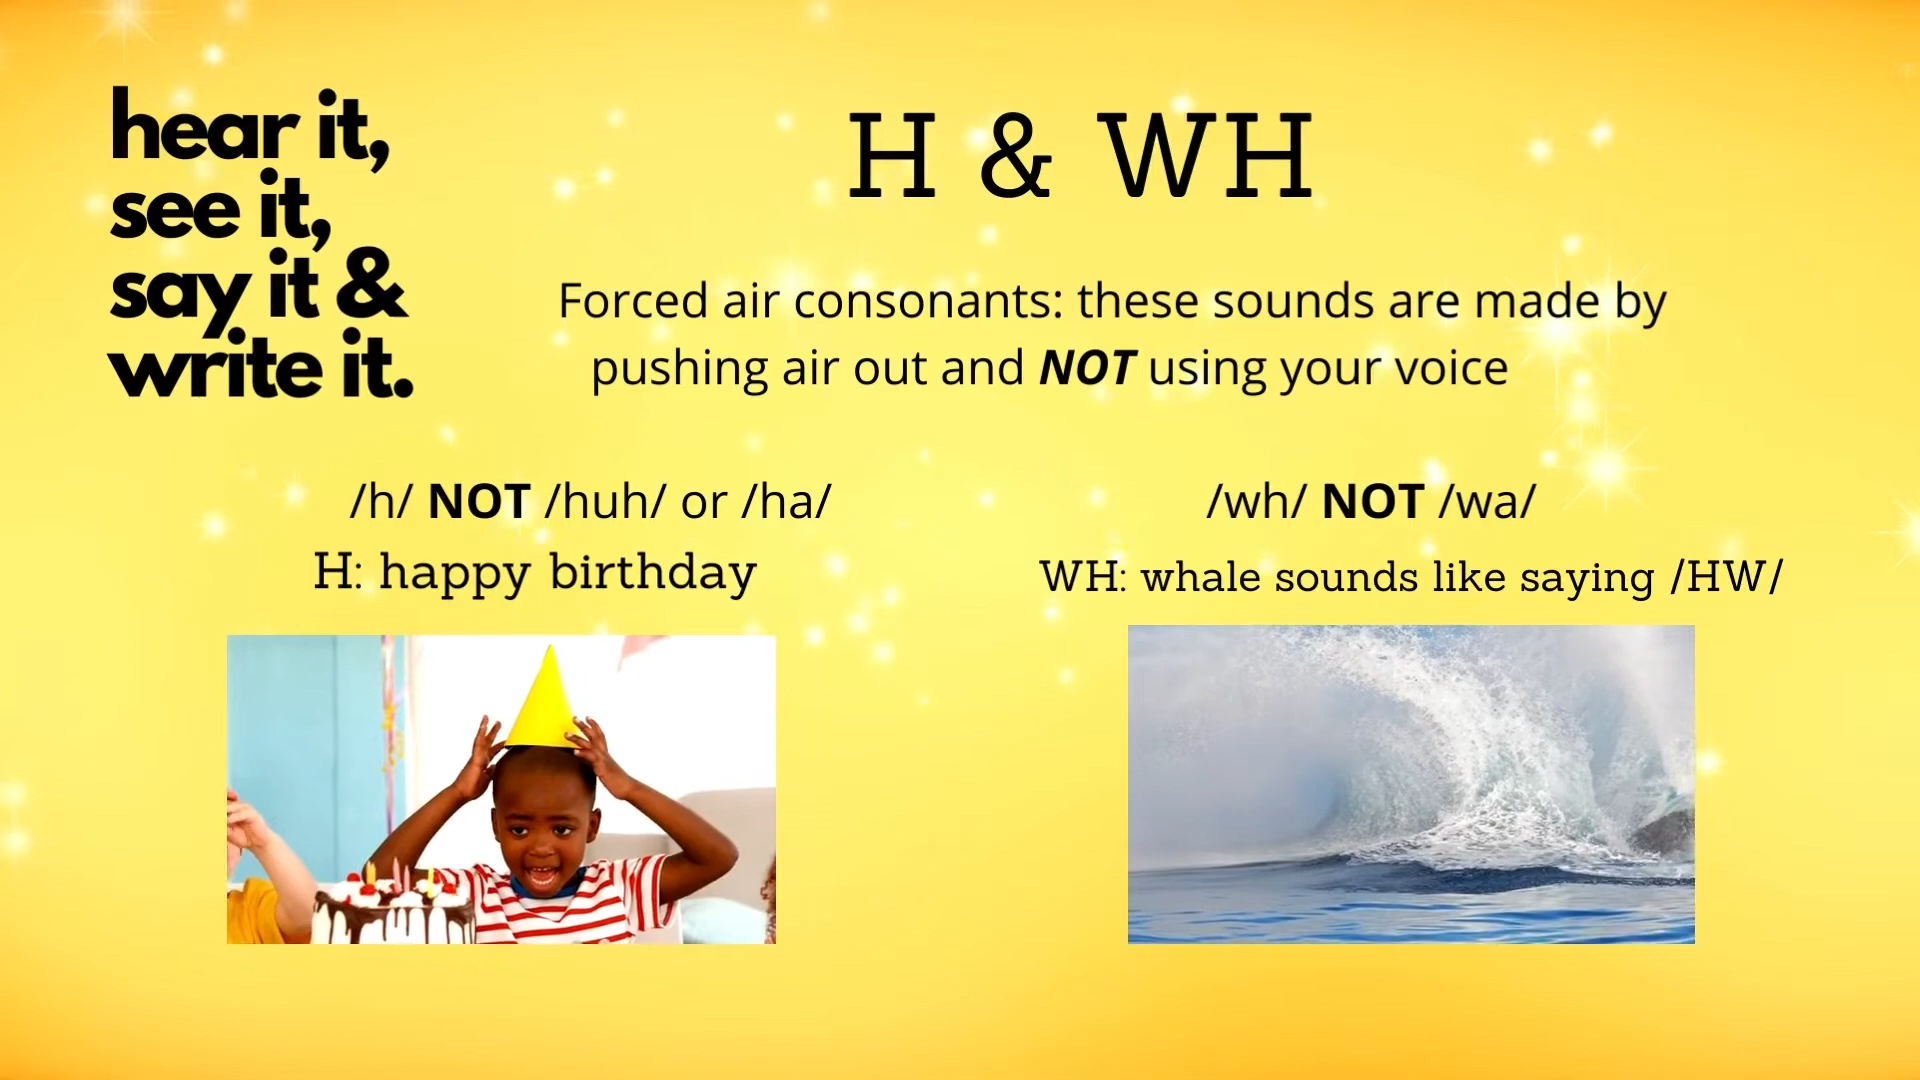 hear it,
see it,
say it &
write it.
H & WH
Forced air consonants: these sounds are made by
pushing air out and NOT using your voice
/h/ NOT /huh/ or /ha/
H: happy birthday
/wh/ NOT /wa/
WH: whale sounds like saying /HW/